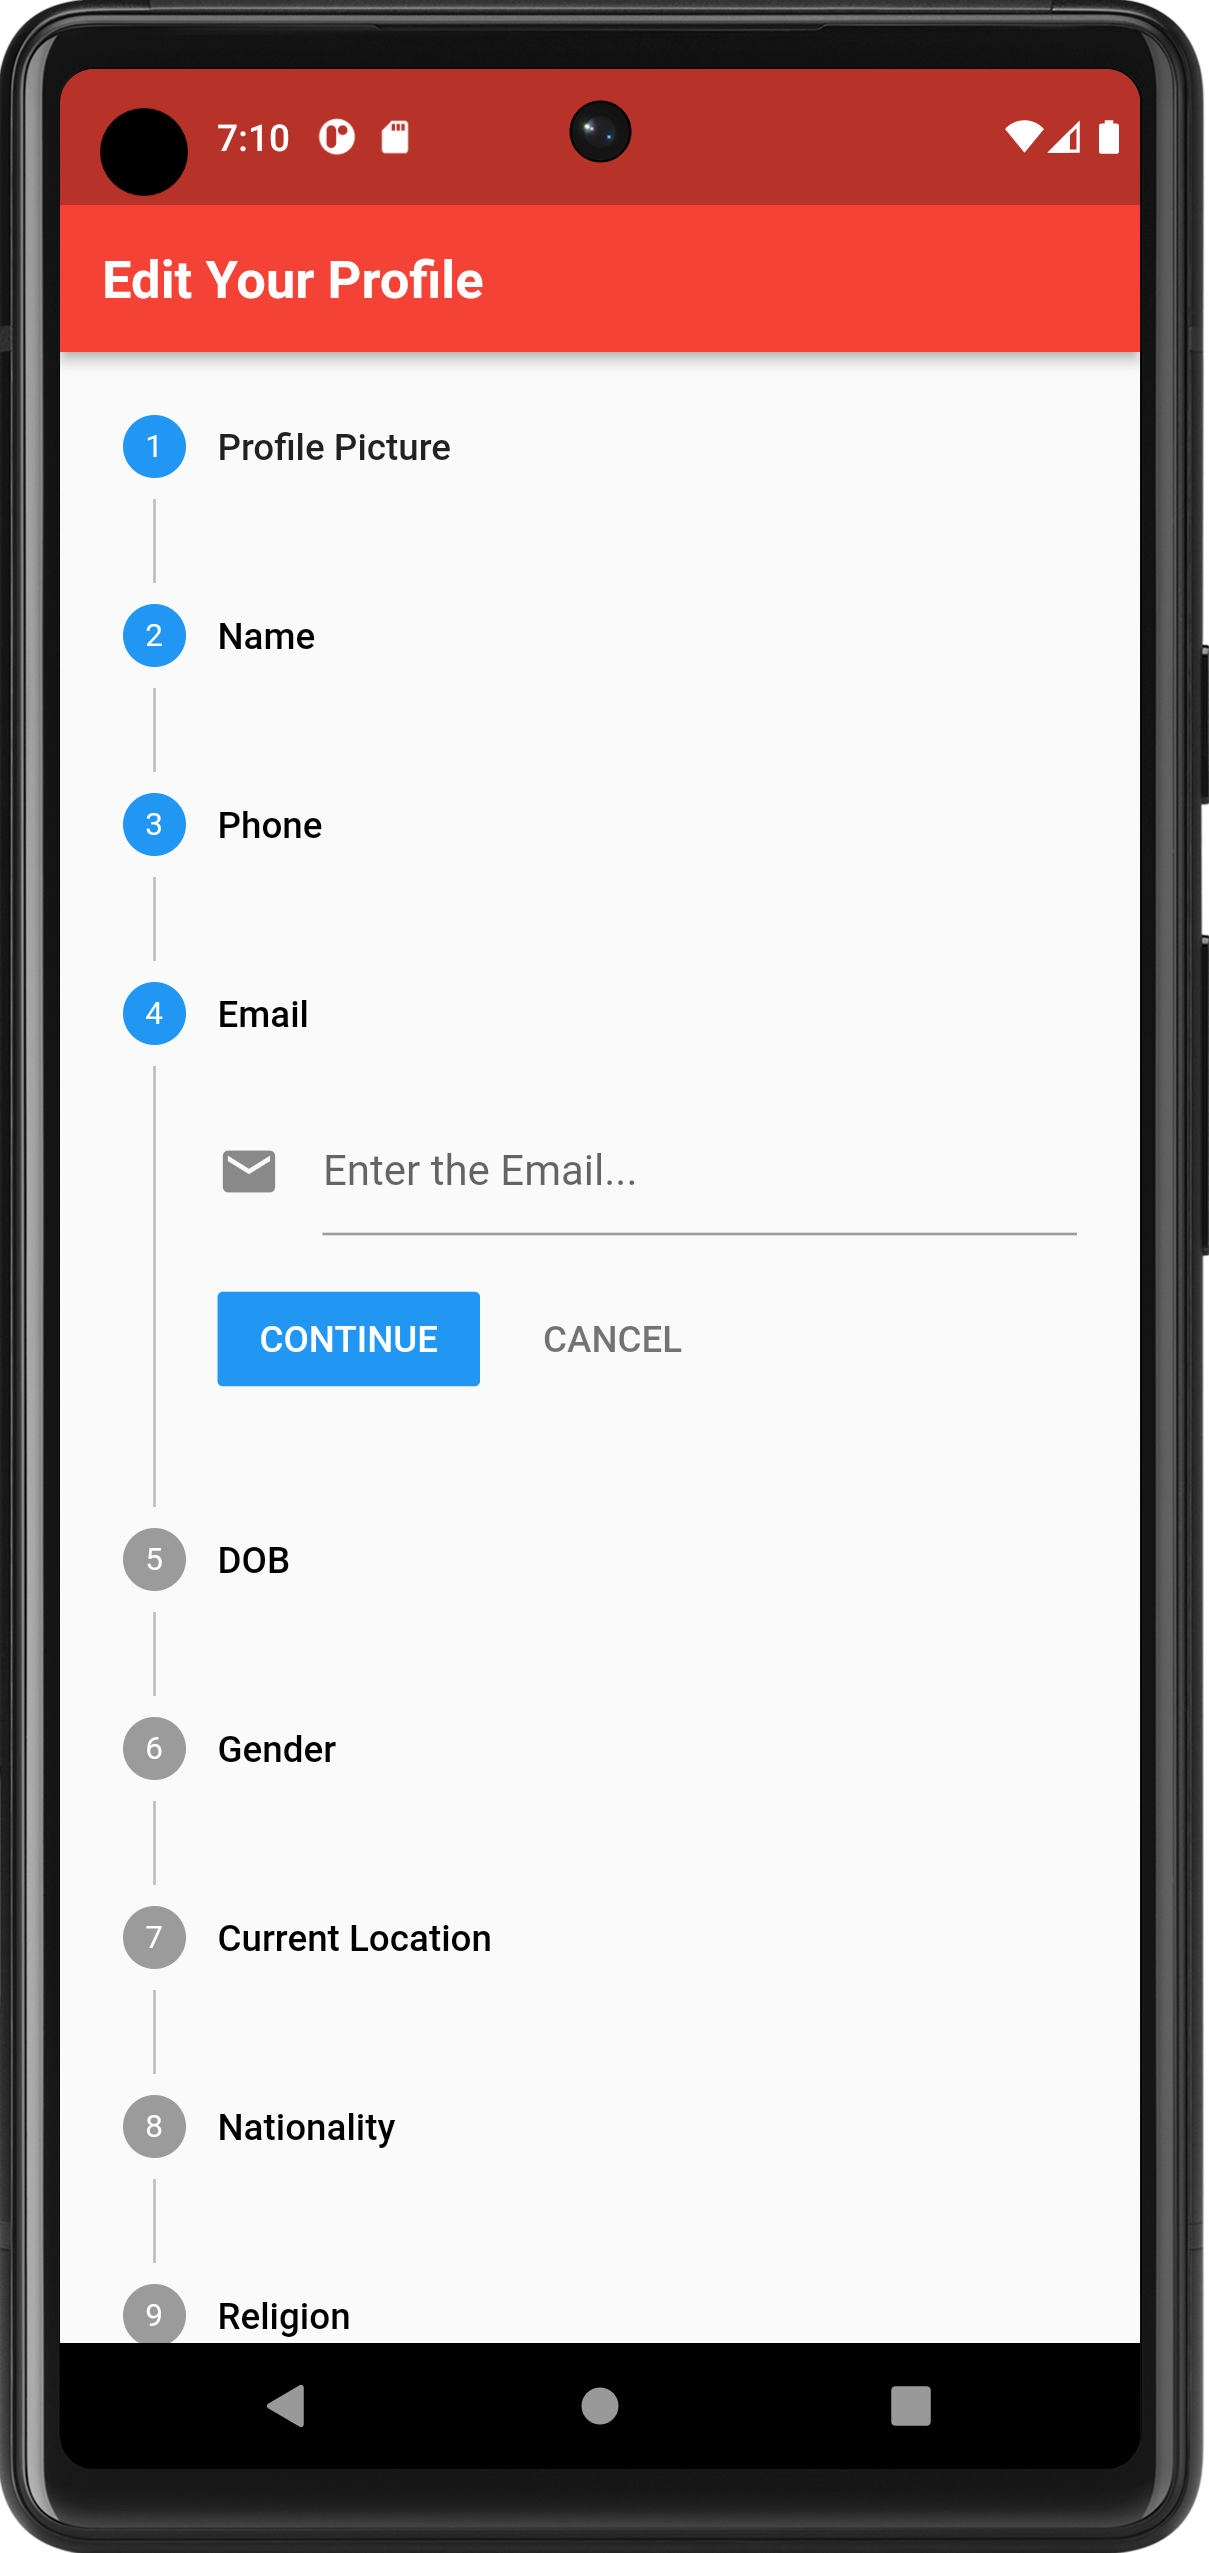 7:10
Edit Your Profile
1 Profile Picture
2 Name
3 Phone
4 Email
Enter the Email...
CONTINUE CANCEL
5 DOB
6 Gender
7 Current Location
8 Nationality
9 Religion